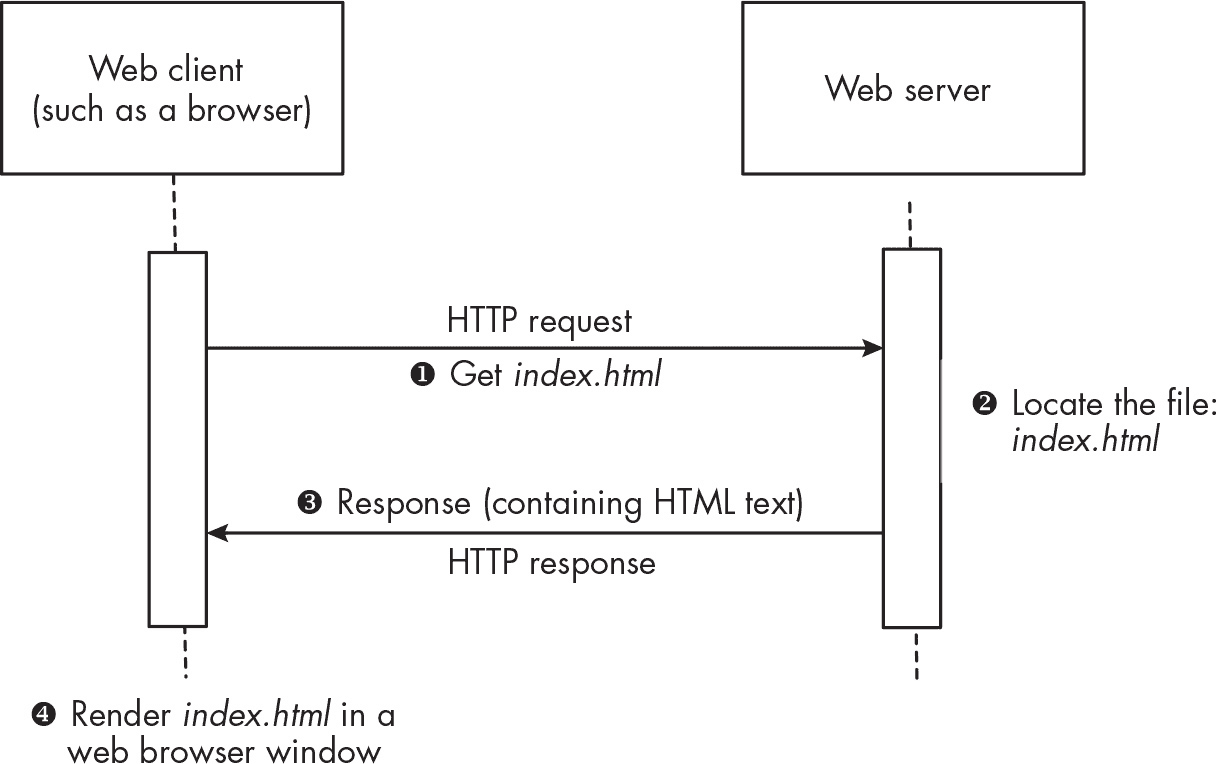 Web client
(such as a browser)
Web server
HTTP request
❶ Get index.html
❷ Locate the file:
index.html
❸ Response (containing HTML text)
HTTP response
❹ Render index.html in a
web browser window